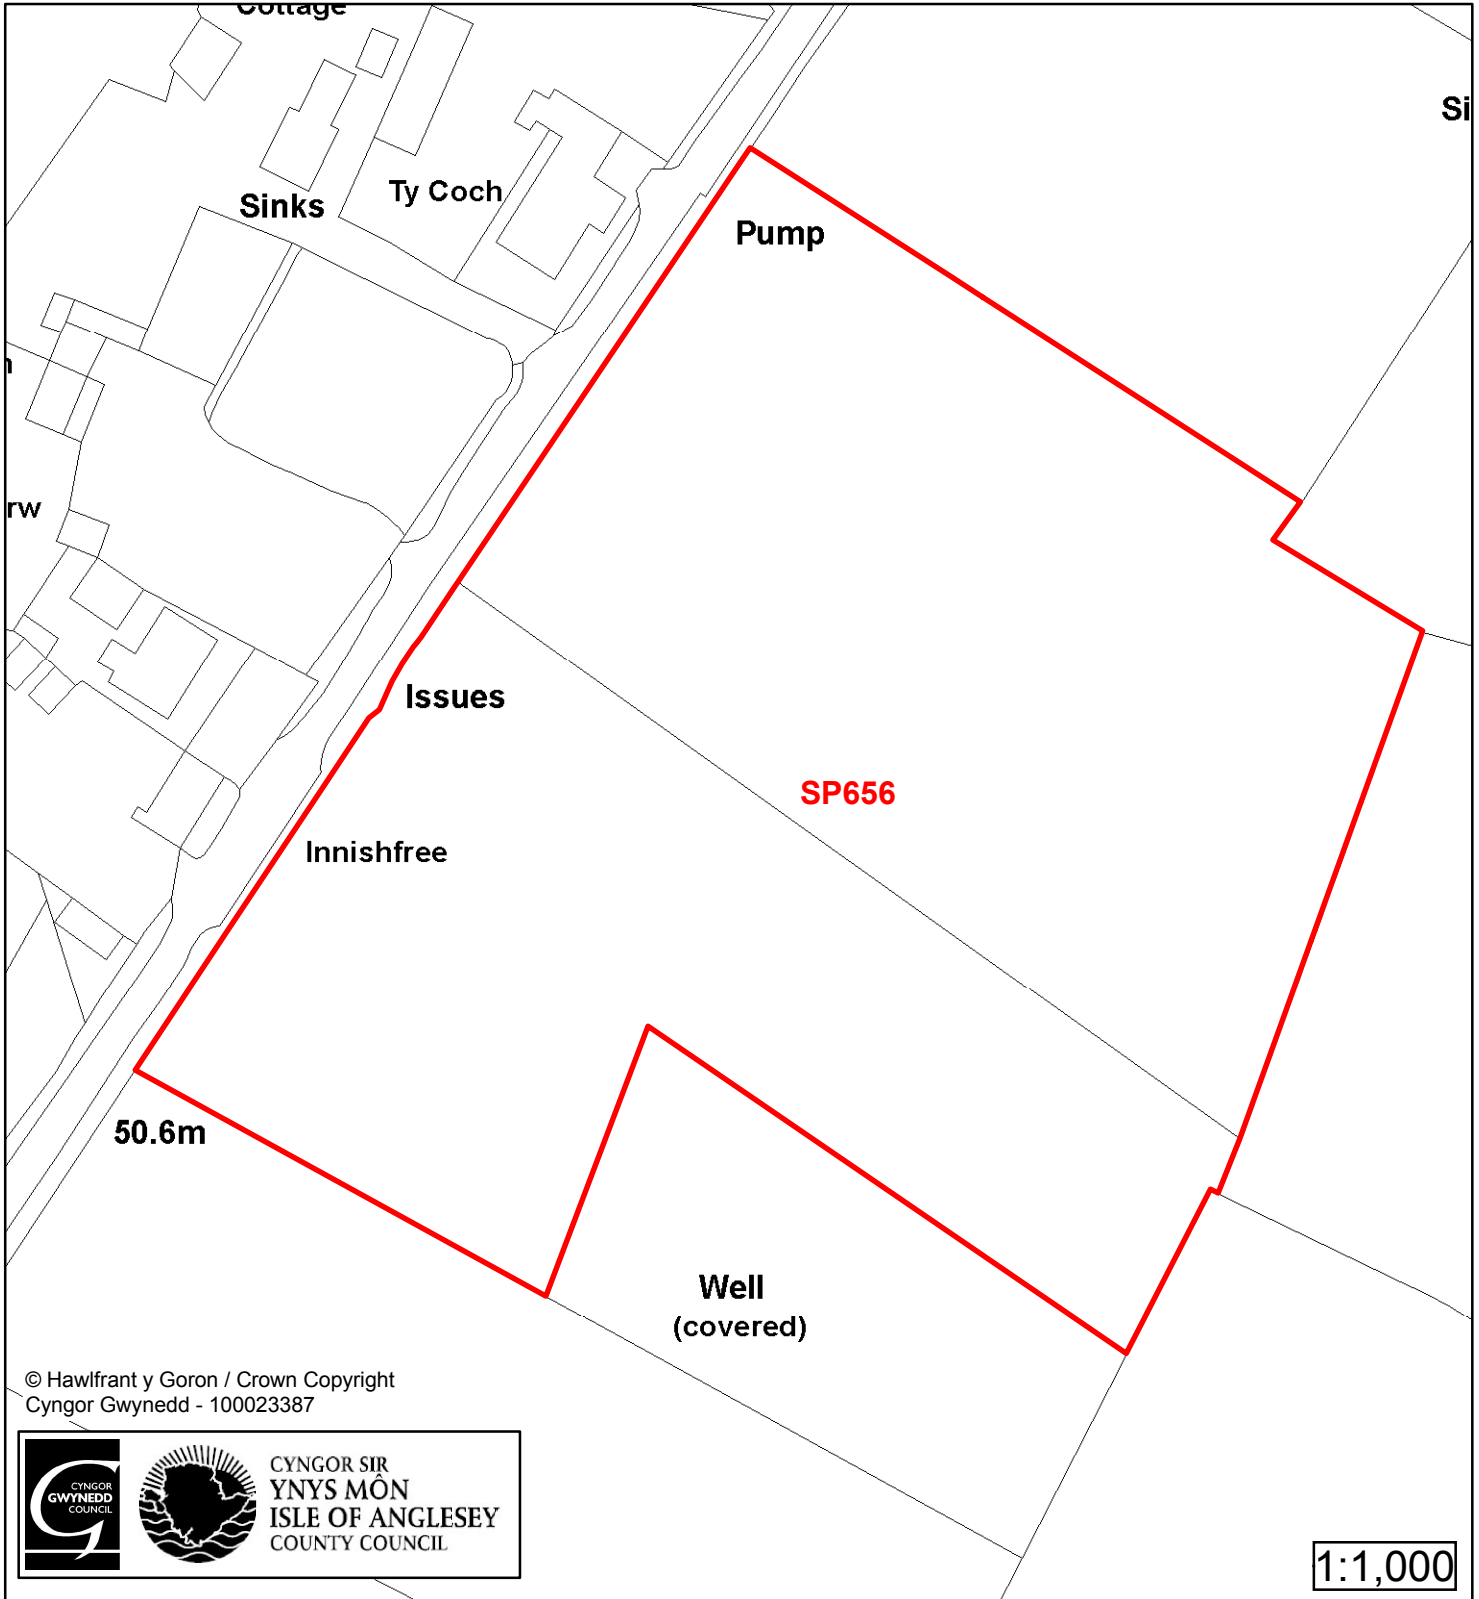 Cottage
Si
Ty Coch
Sinks
Pump
rw
Issues
SP656
Innishfree
50.6m
Well
(covered)
© Hawlfrant y Goron / Crown Copyright
Cyngor Gwynedd - 100023387
CYNGOR
GWYNEDD
COUNCIL
CYNGOR SIR
YNYS MÔN
ISLE OF ANGLESEY
COUNTY COUNCIL
1:1,000